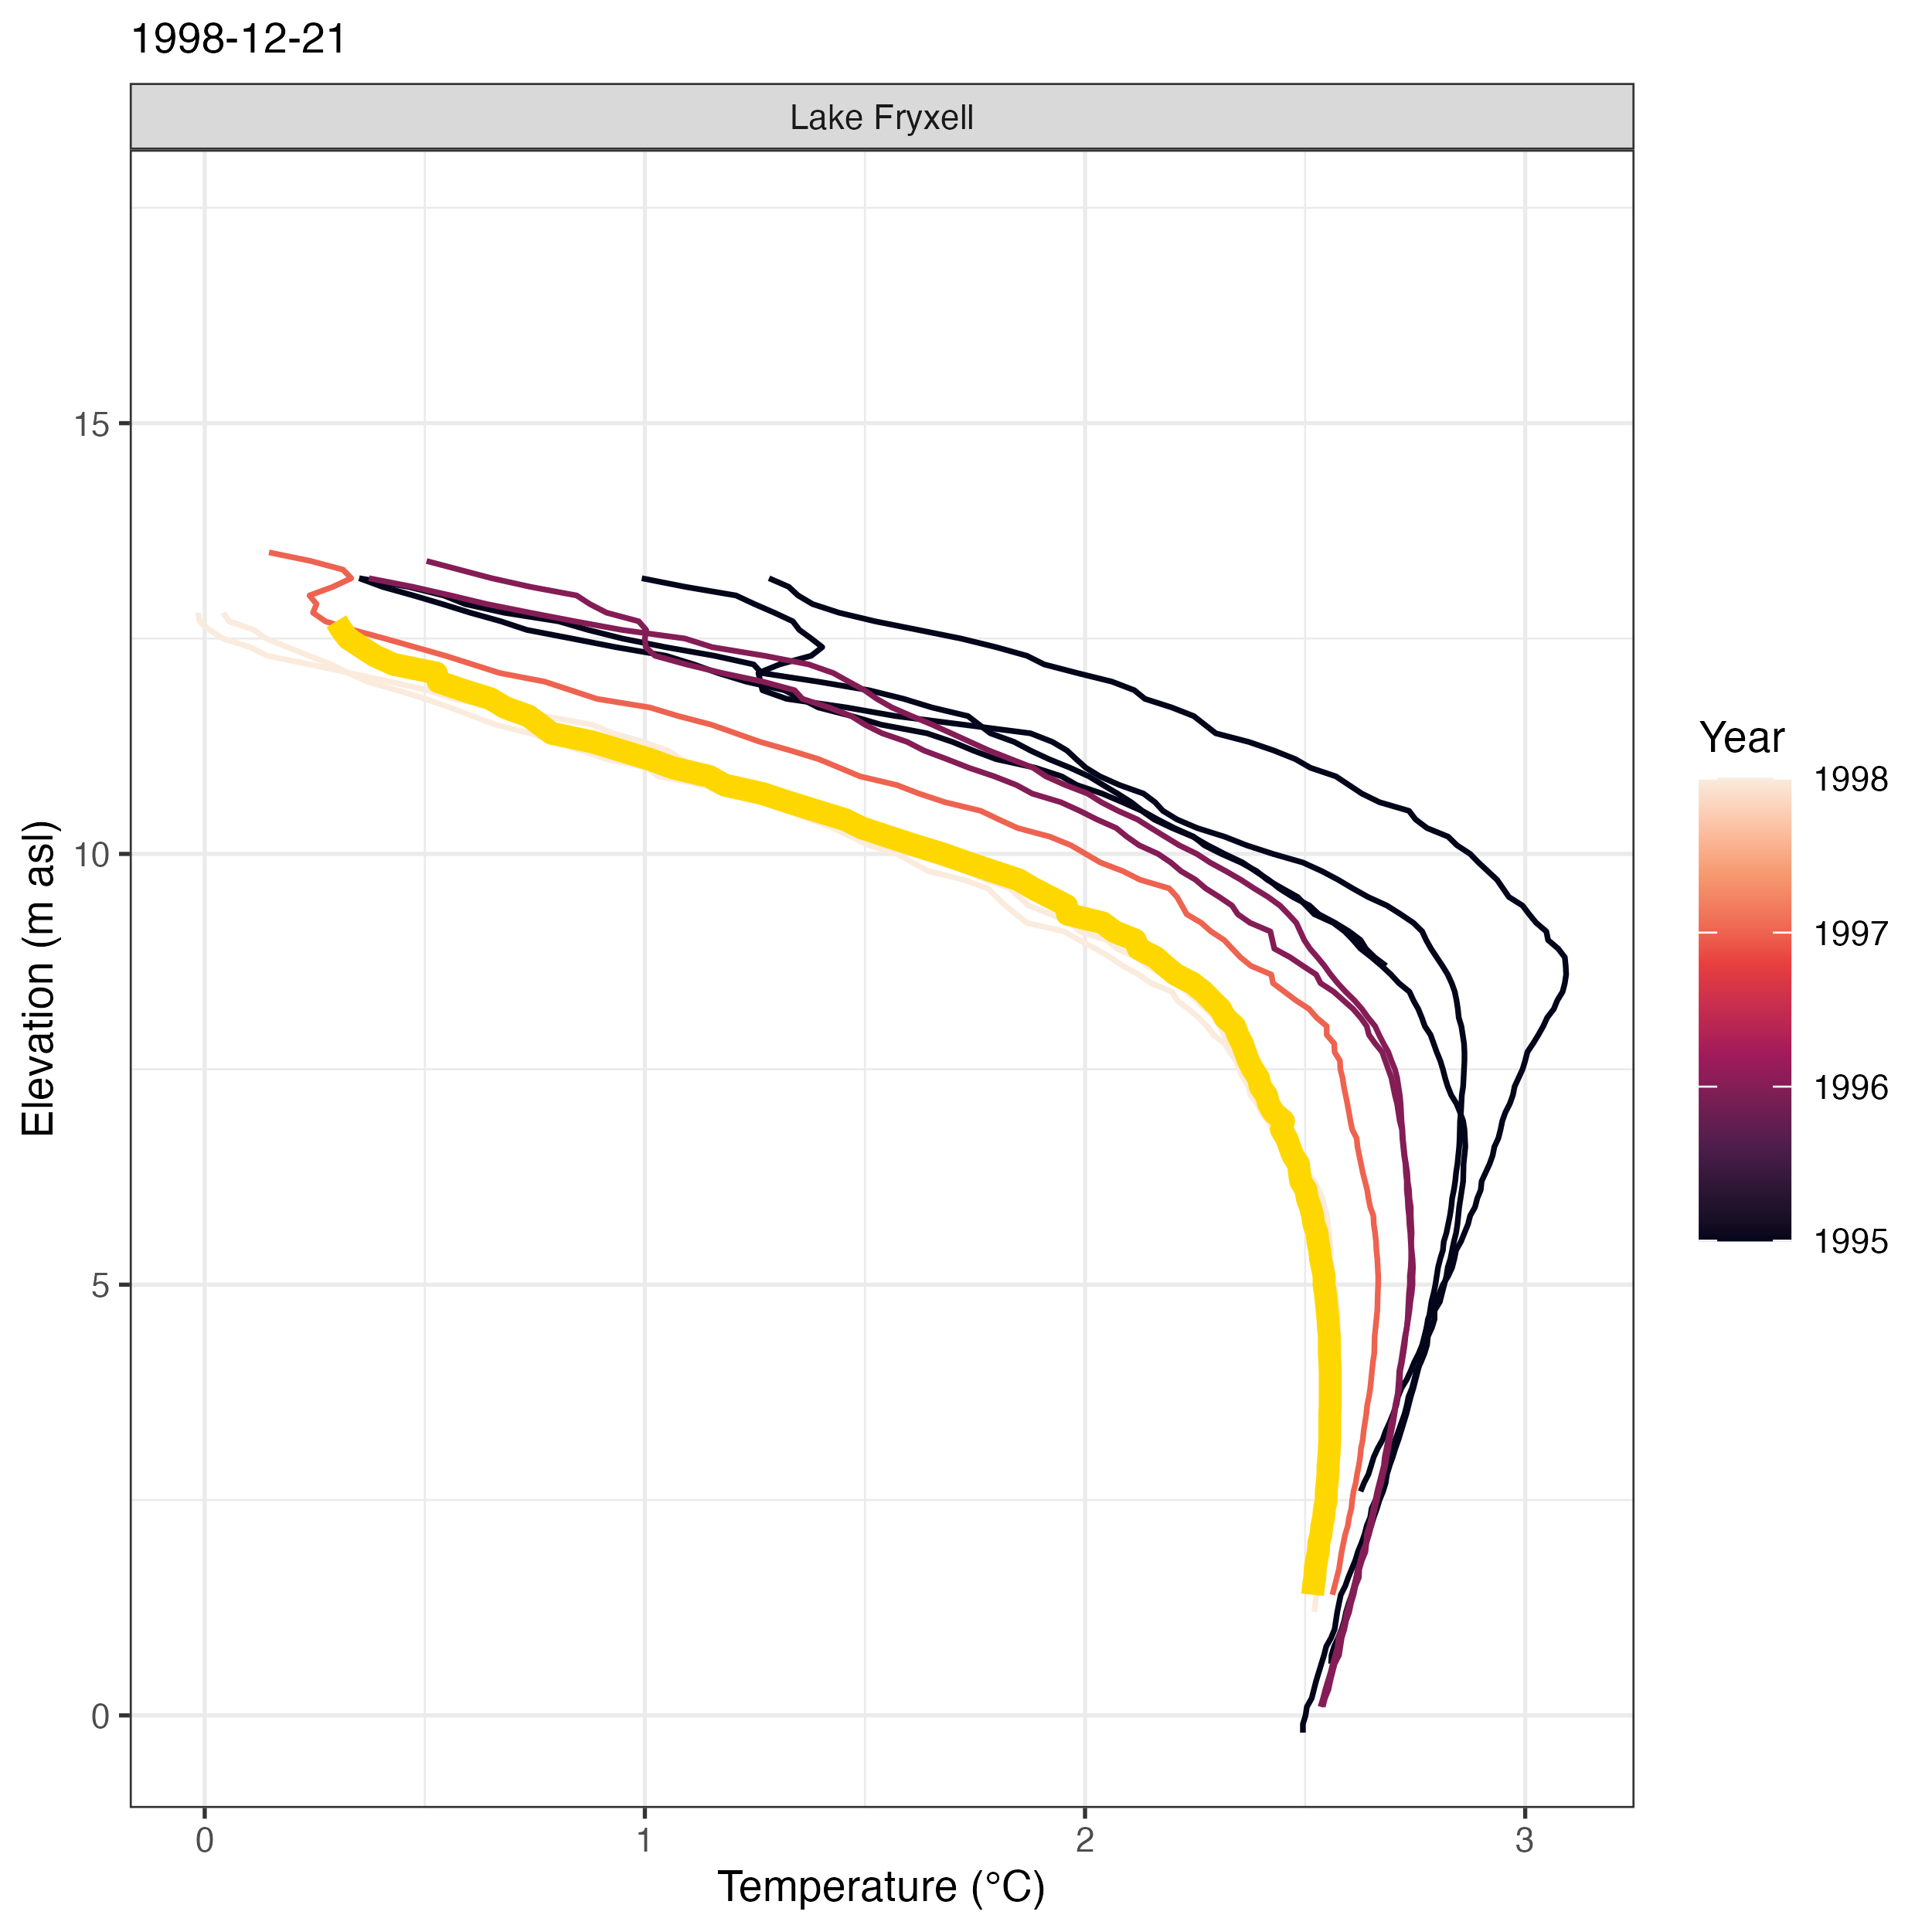 1998-12-21
Lake Fryxell
Elevation (m asl)
15
10
5
0
0 1 2 3
Temperature (°C)
Year
1998
1997
1996
1995